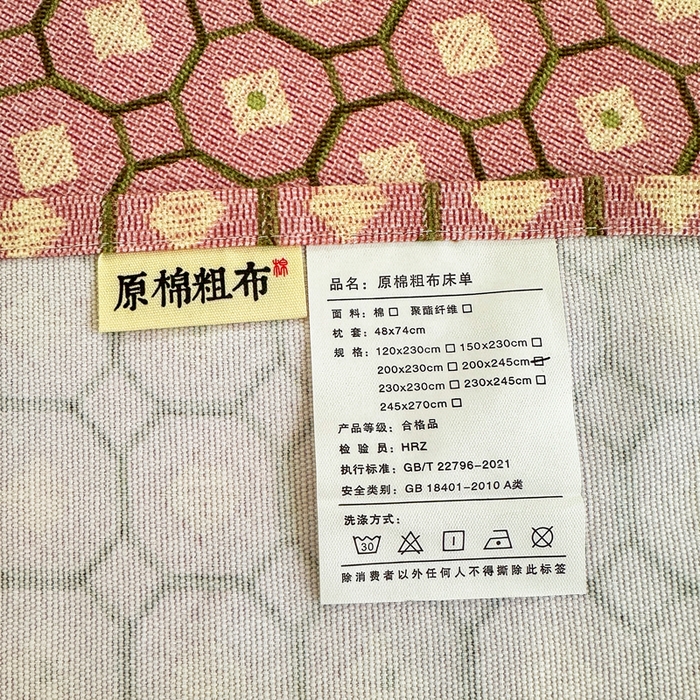 原棉粗布
棉
品名：原棉粗布床单
面 料：棉□ 聚酯纤维□
枕 套：48x74cm
规 格：120x230cm □ 150x230cm □
200x230cm □ 200x245cm □
230x230cm □ 230x245cm □
245x270cm □
产品等级：合格品
检 验 员：HRZ
执行标准：GB/T 22796-2021
安全类别：GB 18401-2010 A类
洗涤方式：
30
除消费者以外任何人不得撕除此标签